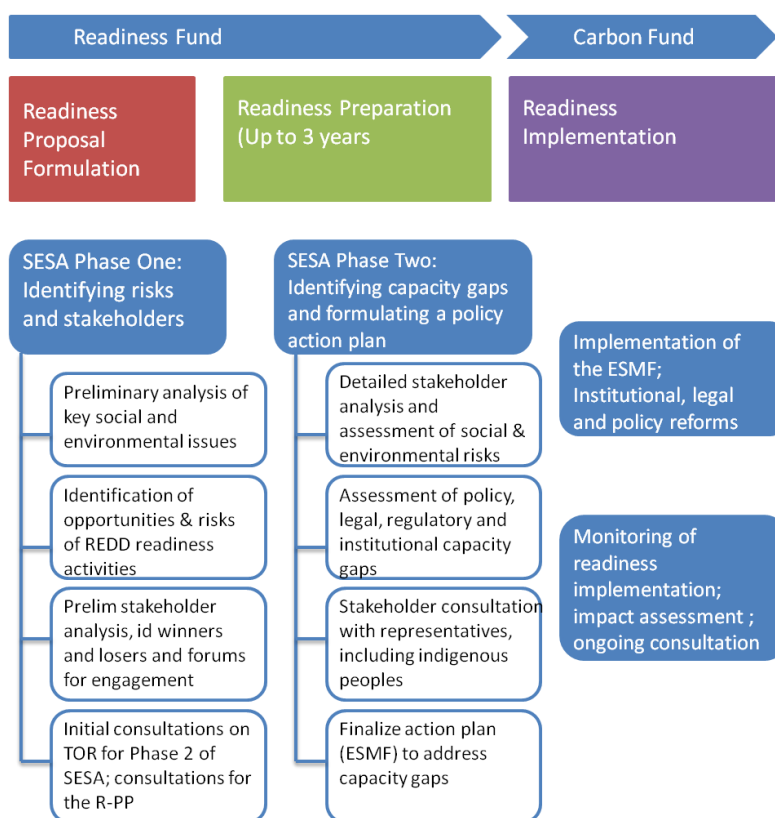 Readiness Fund
Carbon Fund
Readiness
Proposal
Formulation
Readiness Preparation
(Up to 3 years
Readiness
Implementation
SESA Phase One:
Identifying risks
and stakeholders
Preliminary analysis of
key social and
environmental issues
Identification of
opportunities & risks
of REDD readiness
activities
Prelim stakeholder
analysis, id winners
and losers and forums
for engagement
Initial consultations on
TOR for Phase 2 of
SESA; consultations for
the R-PP
SESA Phase Two:
Identifying capacity gaps
and formulating a policy
action plan
Detailed stakeholder
analysis and
assessment of social &
environmental risks
Assessment of policy,
legal, regulatory and
institutional capacity
gaps
Stakeholder consultation
with representatives,
including indigenous
peoples
Finalize action plan
(ESMF) to address
capacity gaps
Implementation of
the ESMF;
Institutional, legal
and policy reforms
Monitoring of
readiness
implementation;
impact assessment ;
ongoing consultation